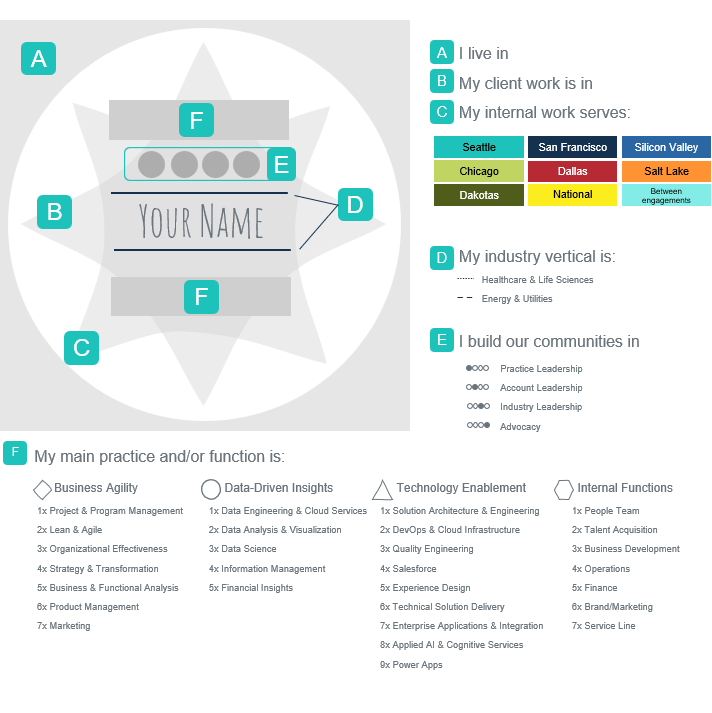 A
F
E
B
YOUR NAME
D
F
C
A I live in
B My client work is in
C My internal work serves:
Seattle San Francisco Silicon Valley
Chicago Dallas Salt Lake
Dakotas National Between
engagements
D My industry vertical is:
Healthcare & Life Sciences
Energy & Utilities
E I build our communities in
Practice Leadership
Account Leadership
Industry Leadership
Advocacy
F My main practice and/or function is:
Business Agility
1x Project & Program Management
2x Lean & Agile
3x Organizational Effectiveness
4x Strategy & Transformation
5x Business & Functional Analysis
6x Product Management
7x Marketing
Data-Driven Insights
1x Data Engineering & Cloud Services
2x Data Analysis & Visualization
3x Data Science
4x Information Management
5x Financial Insights
Technology Enablement
1x Solution Architecture & Engineering
2x DevOps & Cloud Infrastructure
3x Quality Engineering
4x Salesforce
5x Experience Design
6x Technical Solution Delivery
7x Enterprise Applications & Integration
8x Applied AI & Cognitive Services
9x Power Apps
Internal Functions
1x People Team
2x Talent Acquisition
3x Business Development
4x Operations
5x Finance
6x Brand/Marketing
7x Service Line